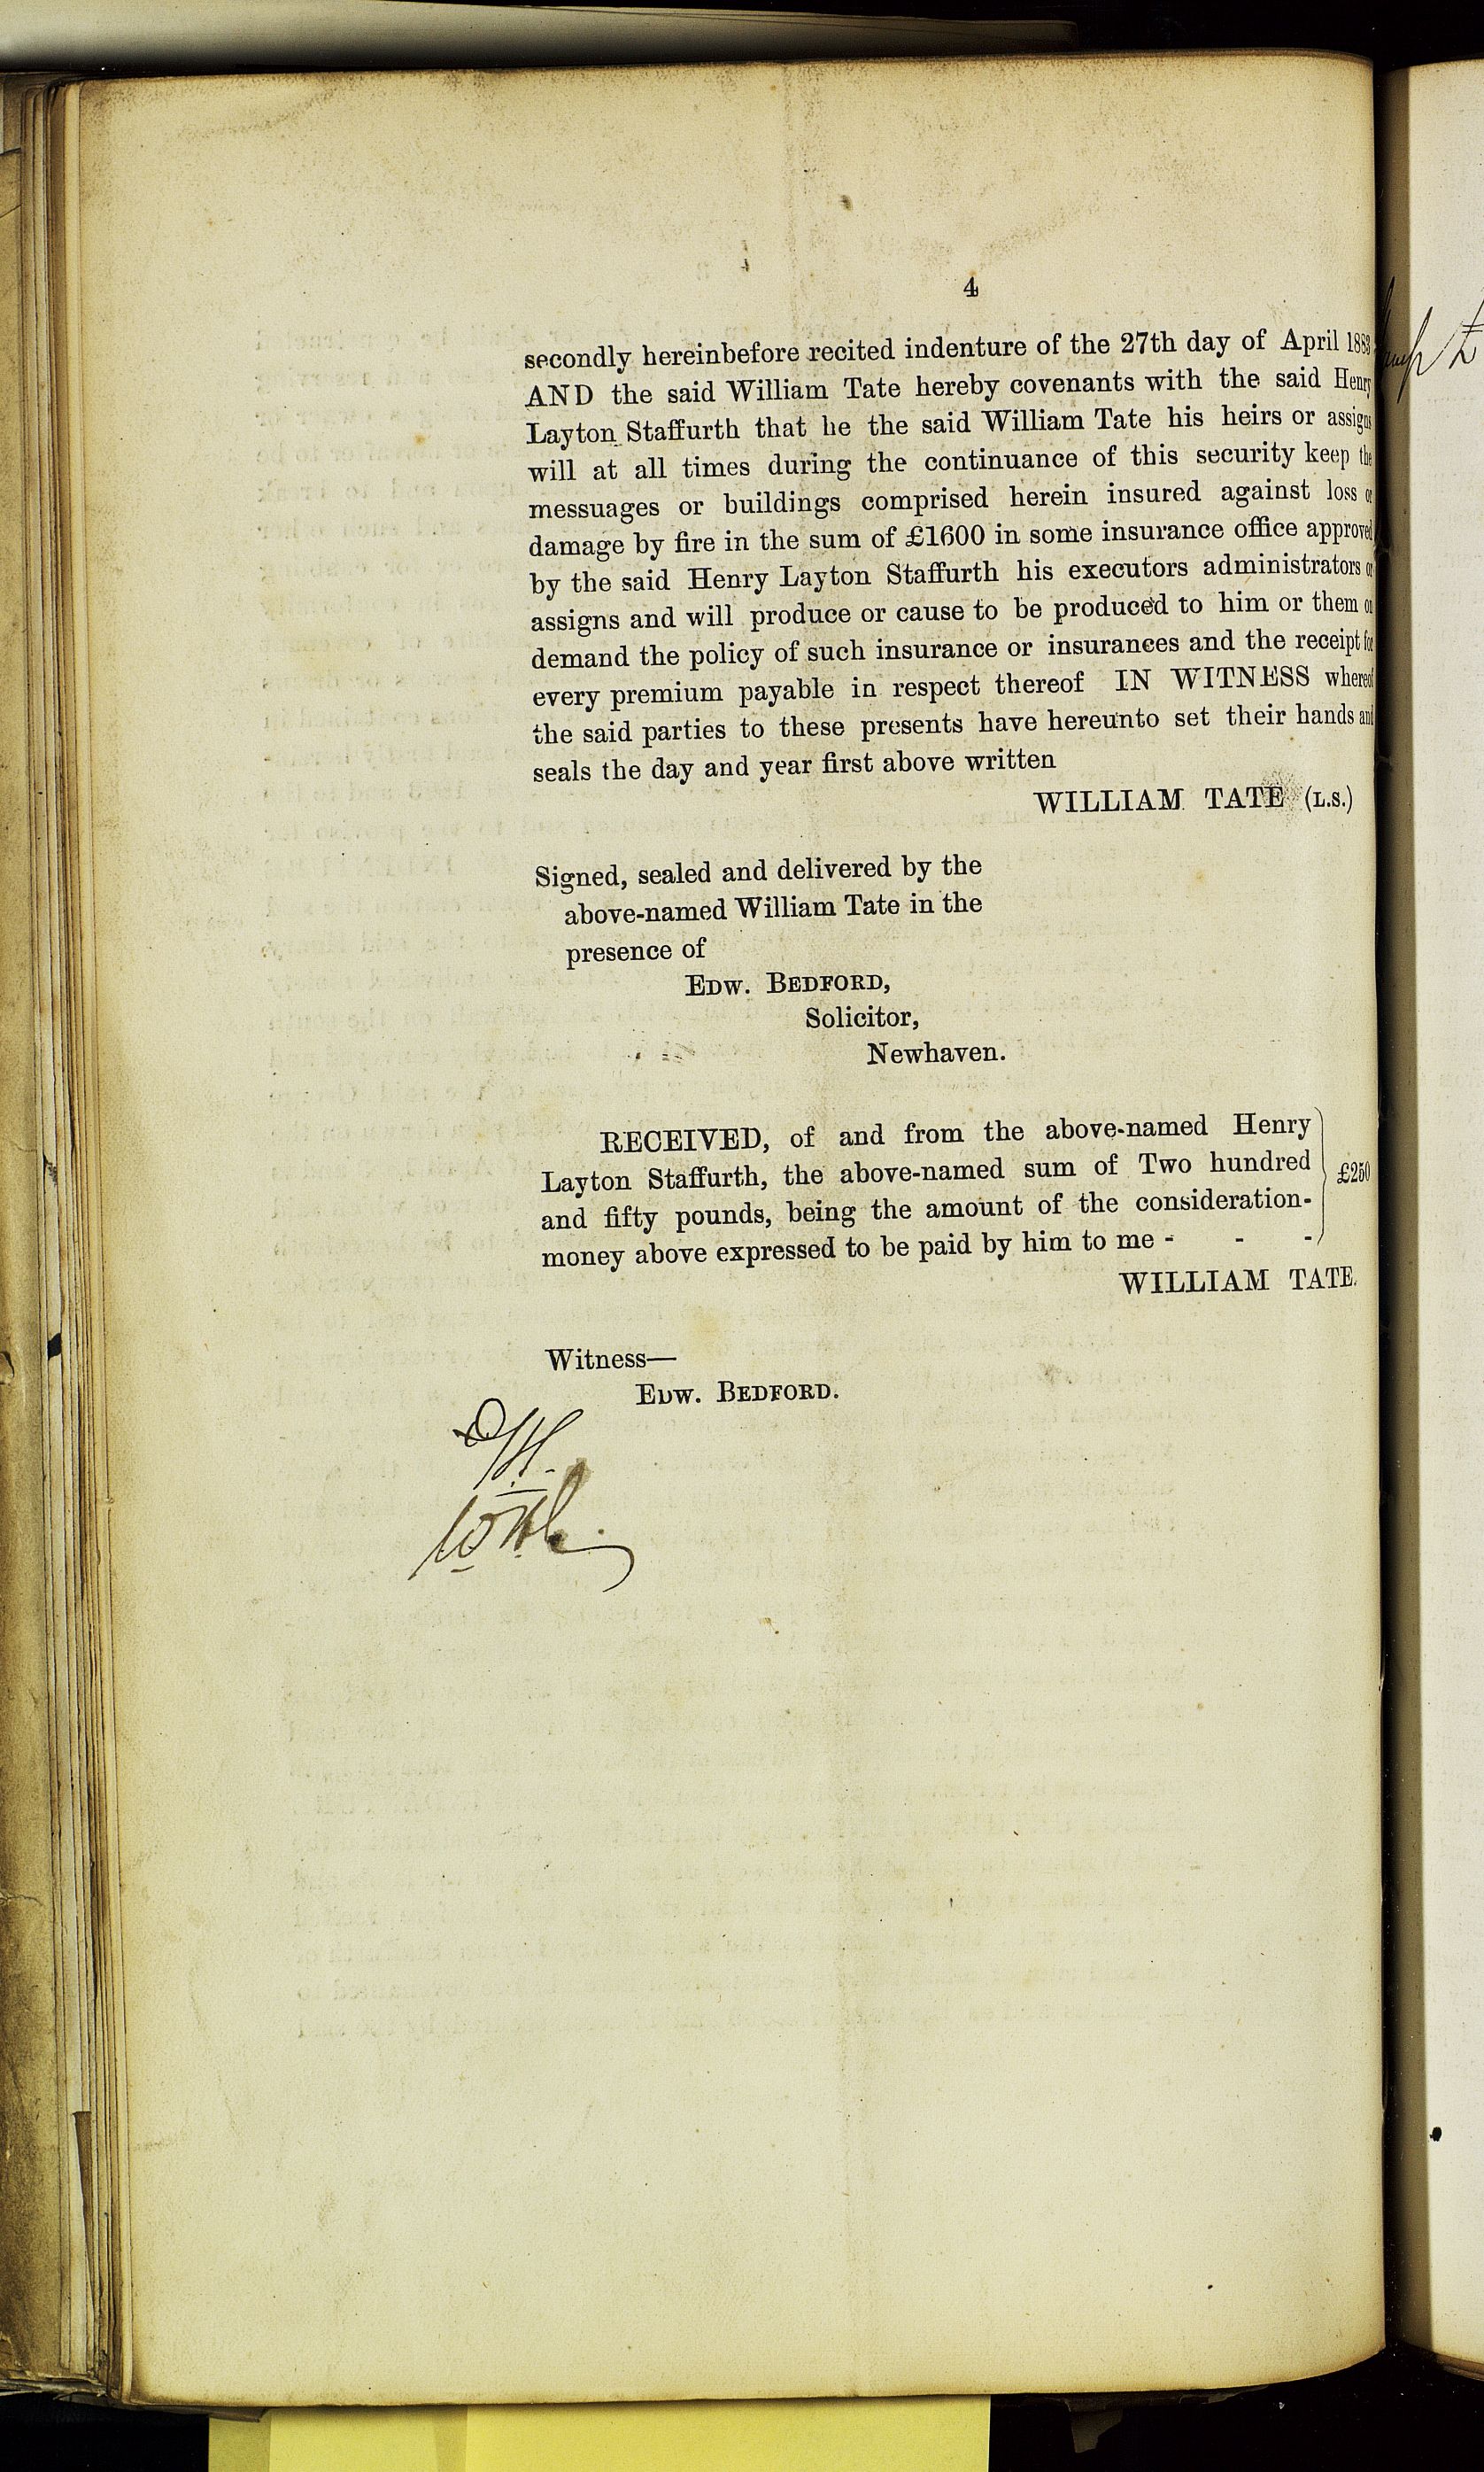 4
secondly hereinbefore recited indenture of the 27th day of April 1883
AND the said William Tate hereby covenants with the said Henry
Layton Staffurth that he the said William Tate his heirs or assigns
will at all times during the continuance of this security keep the
messuages or buildings comprised herein insured against loss or
damage by fire in the sum of £1600 in some insurance office approved
by the said Henry Layton Staffurth his executors administrators or
assigns and will produce or cause to be produced to him or them on
demand the policy of such insurance or insurances and the receipt for
every premium payable in respect thereof IN WITNESS whereof
the said parties to these presents have hereunto set their hands and
seals the day and year first above written
WILLIAM TATE (L.S.)
Signed, sealed and delivered by the
above-named William Tate in the
presence of
EDW. BEDFORD,
Solicitor,
Newhaven.
RECEIVED, of and from the above-named Henry
Layton Staffurth, the above-named sum of Two hundred
and fifty pounds, being the amount of the consideration-
money above expressed to be paid by him to me - - -
£250
WILLIAM TATE.
Witness—
EDW. BEDFORD.